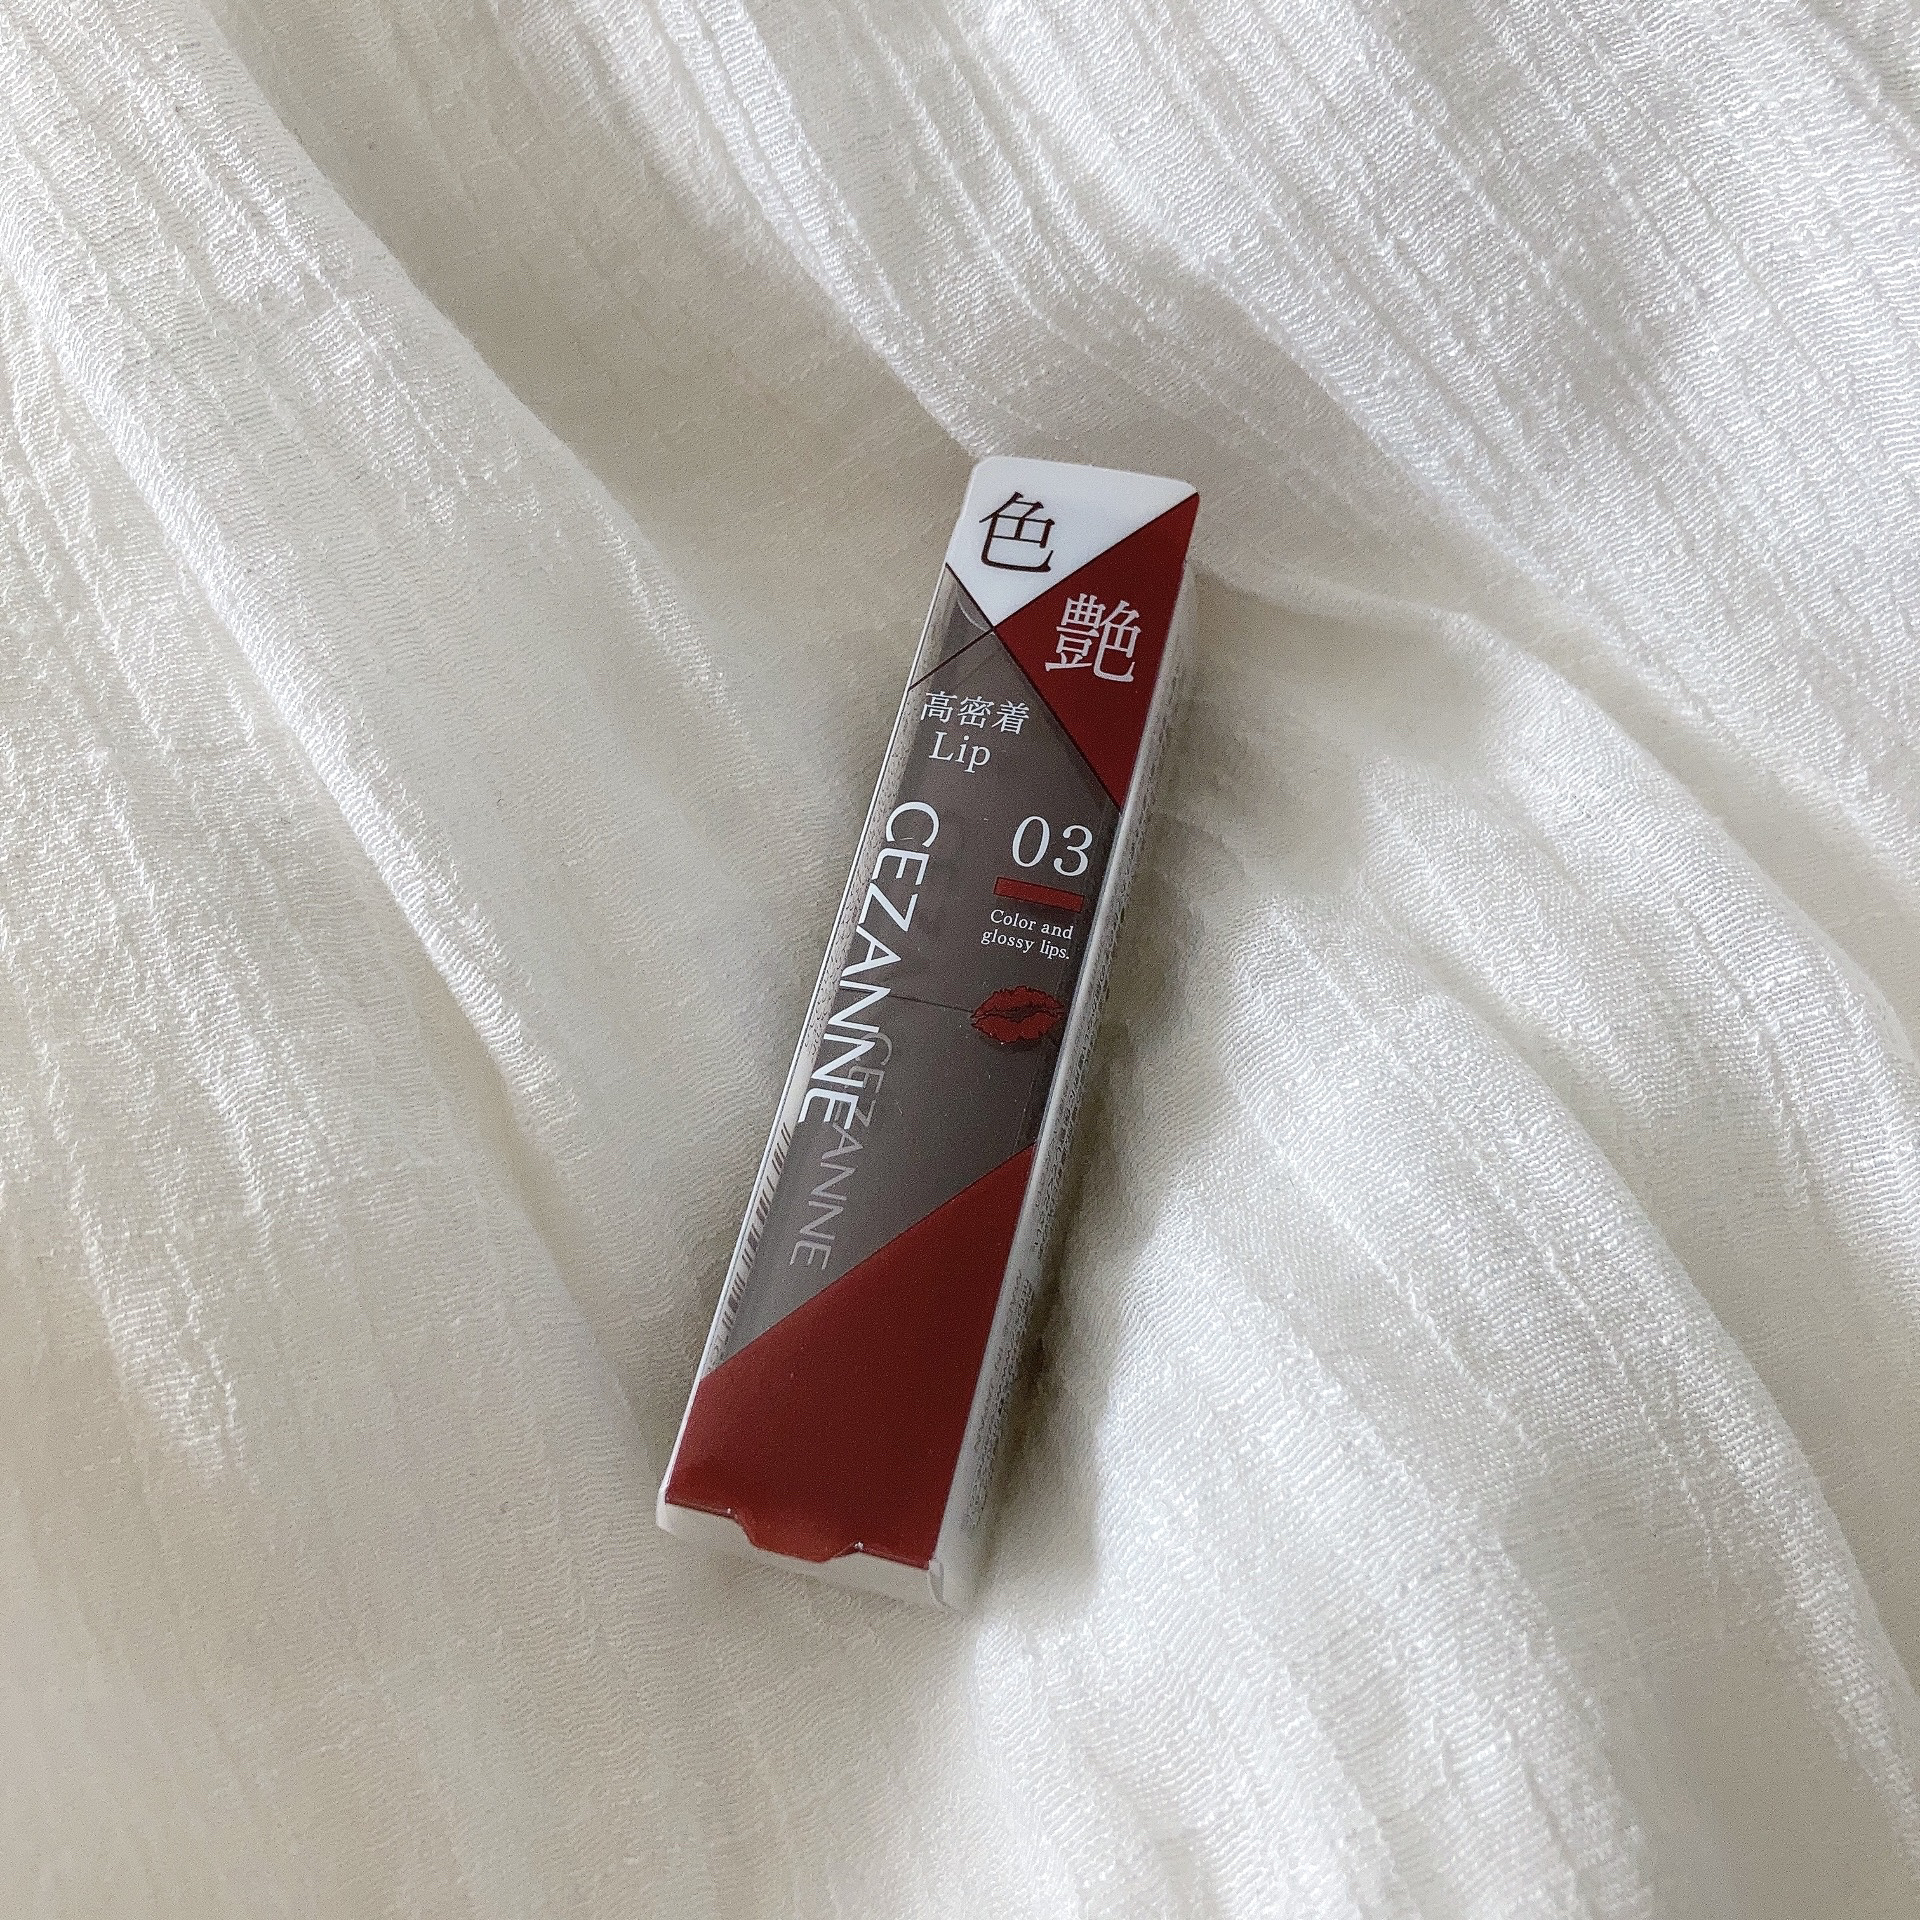 色
艶
高密着
Lip
03
Color and
glossy lips.
CEZANNE
CEZANNE